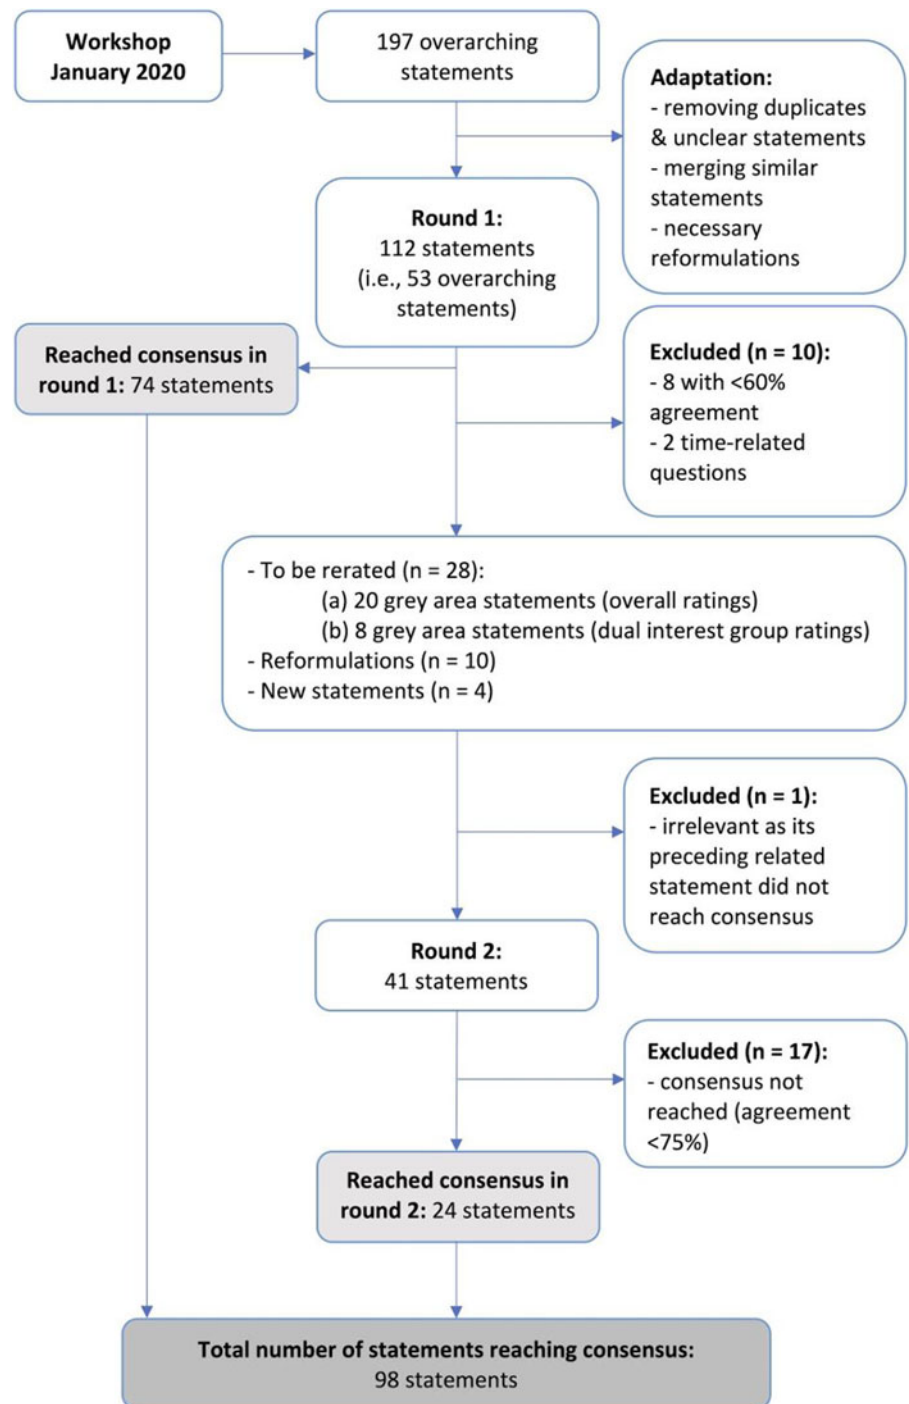 Workshop
January 2020
197 overarching
statements
Adaptation:
- removing duplicates
& unclear statements
- merging similar
statements
- necessary
reformulations
Round 1:
112 statements
(i.e., 53 overarching
statements)
Reached consensus in
round 1: 74 statements
Excluded (n = 10):
- 8 with <60%
agreement
- 2 time-related
questions
- To be rerated (n = 28):
(a) 20 grey area statements (overall ratings)
(b) 8 grey area statements (dual interest group ratings)
- Reformulations (n = 10)
- New statements (n = 4)
Excluded (n = 1):
- irrelevant as its
preceding related
statement did not
reach consensus
Round 2:
41 statements
Excluded (n = 17):
- consensus not
reached (agreement
<75%)
Reached consensus in
round 2: 24 statements
Total number of statements reaching consensus:
98 statements